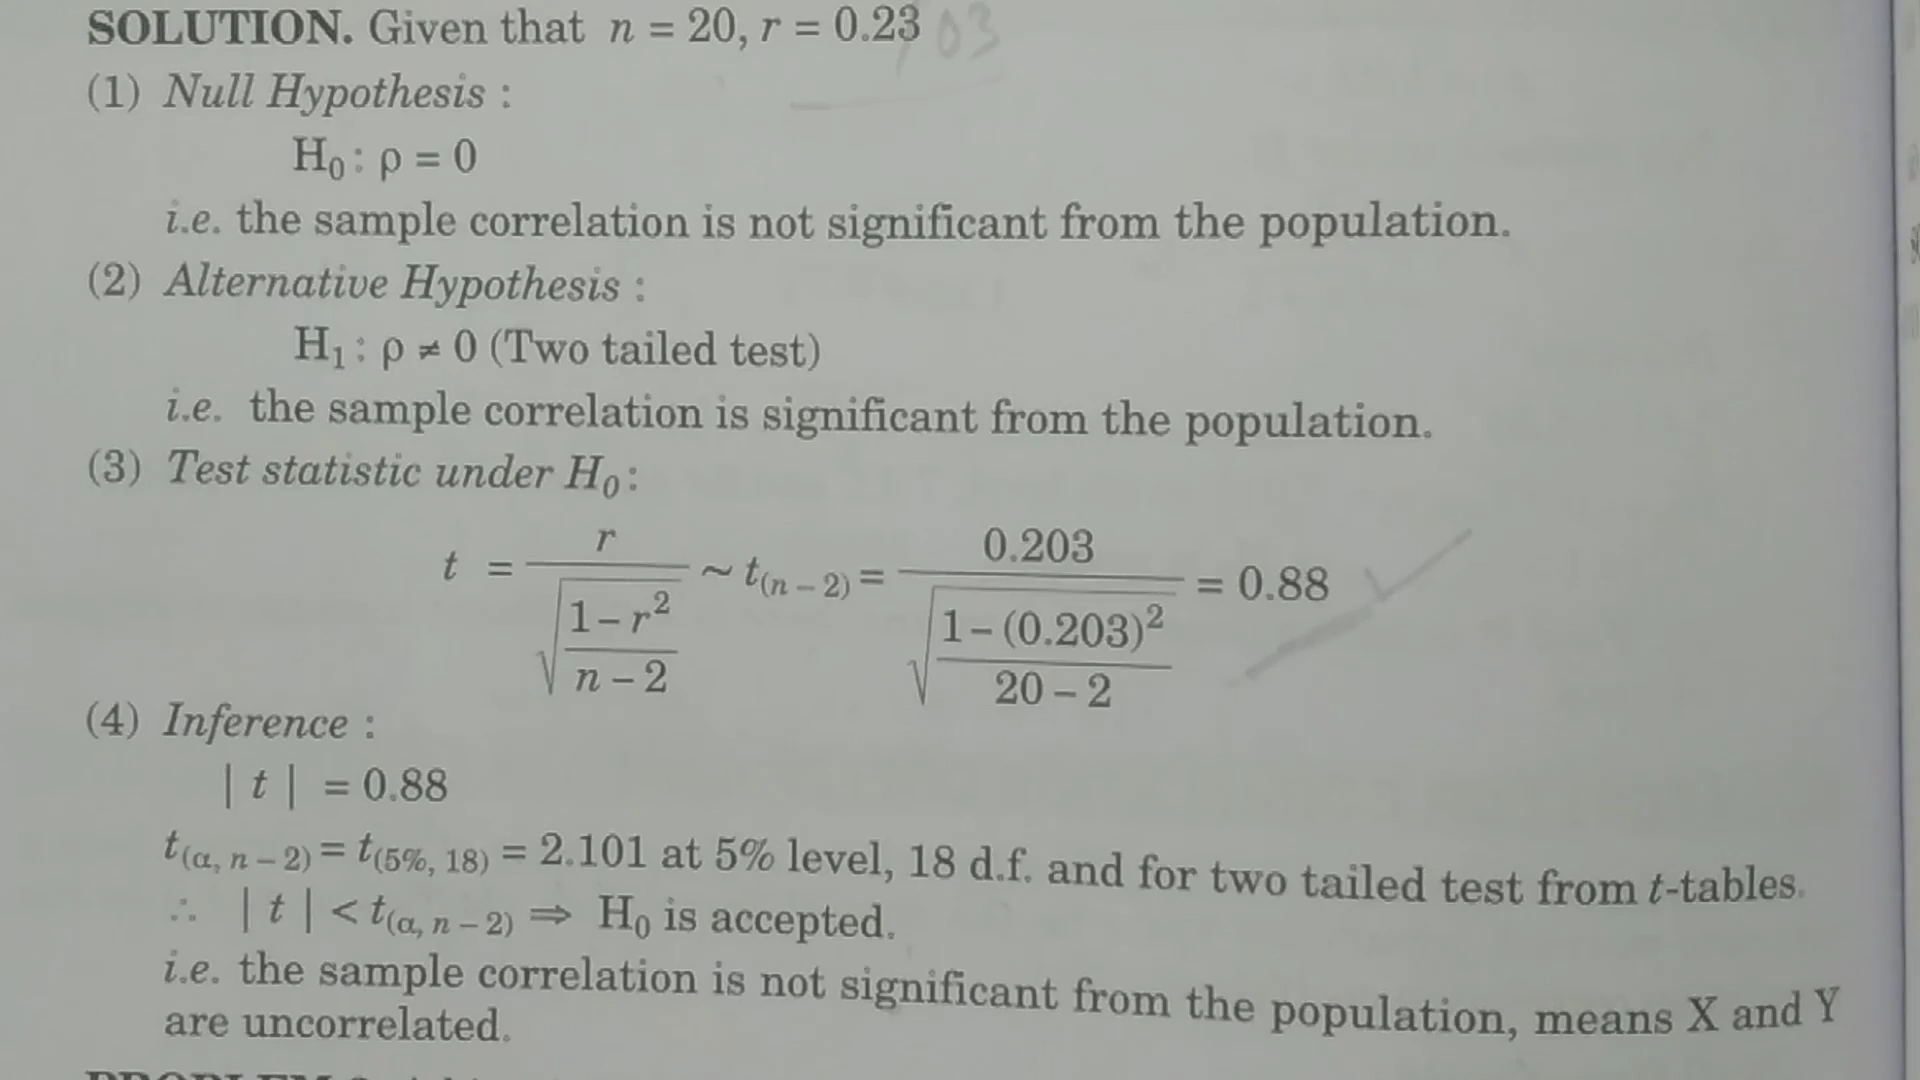 SOLUTION. Given that n = 20, r = 0.23 03
(1) Null Hypothesis :
H₀ : ρ = 0
i.e. the sample correlation is not significant from the population.
(2) Alternative Hypothesis :
H₁ : ρ ≠ 0 (Two tailed test)
i.e. the sample correlation is significant from the population.
(3) Test statistic under H₀ :
t = r / √((1 – r²) / (n – 2)) ~ t₍ₙ ₋ ₂₎ = 0.203 / √((1 – (0.203)²) / (20 – 2)) = 0.88
(4) Inference :
| t | = 0.88
t(α, n – 2) = t(5%, 18) = 2.101 at 5% level, 18 d.f. and for two tailed test from t-tables.
∴ | t | < t(α, n – 2) ⇒ H₀ is accepted.
i.e. the sample correlation is not significant from the population, means X and Y
are uncorrelated.